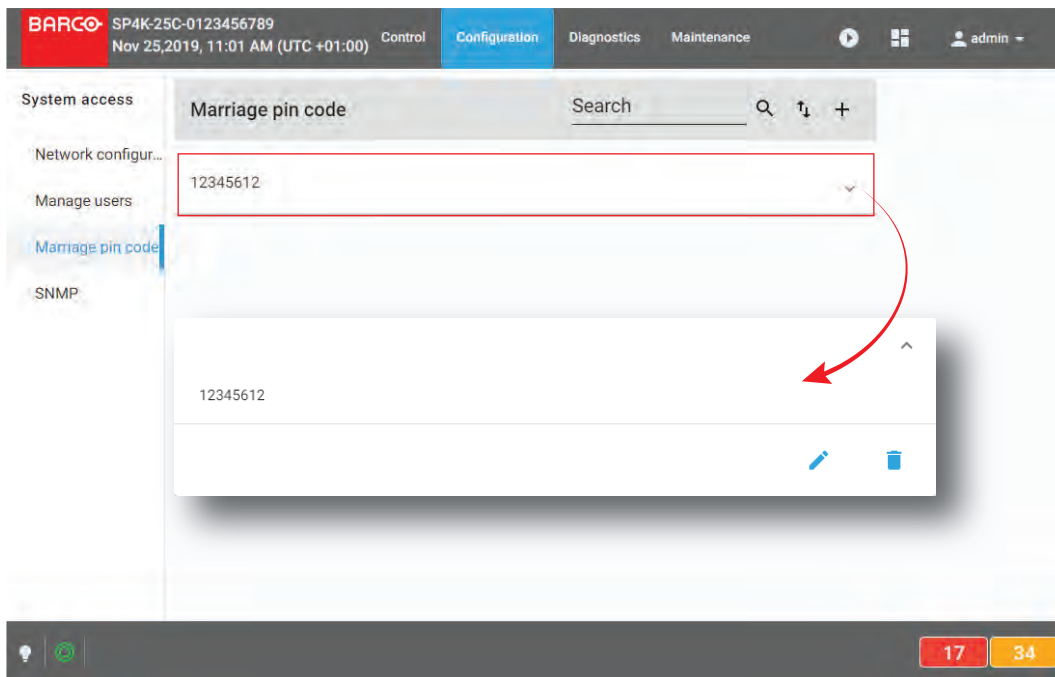 BARCO SP4K-25C-0123456789
Nov 25,2019, 11:01 AM (UTC +01:00)
Control Configuration Diagnostics Maintenance admin
System access
Marriage pin code Search
Network configur...
12345612
Manage users
Marriage pin code
SNMP
12345612
17 34